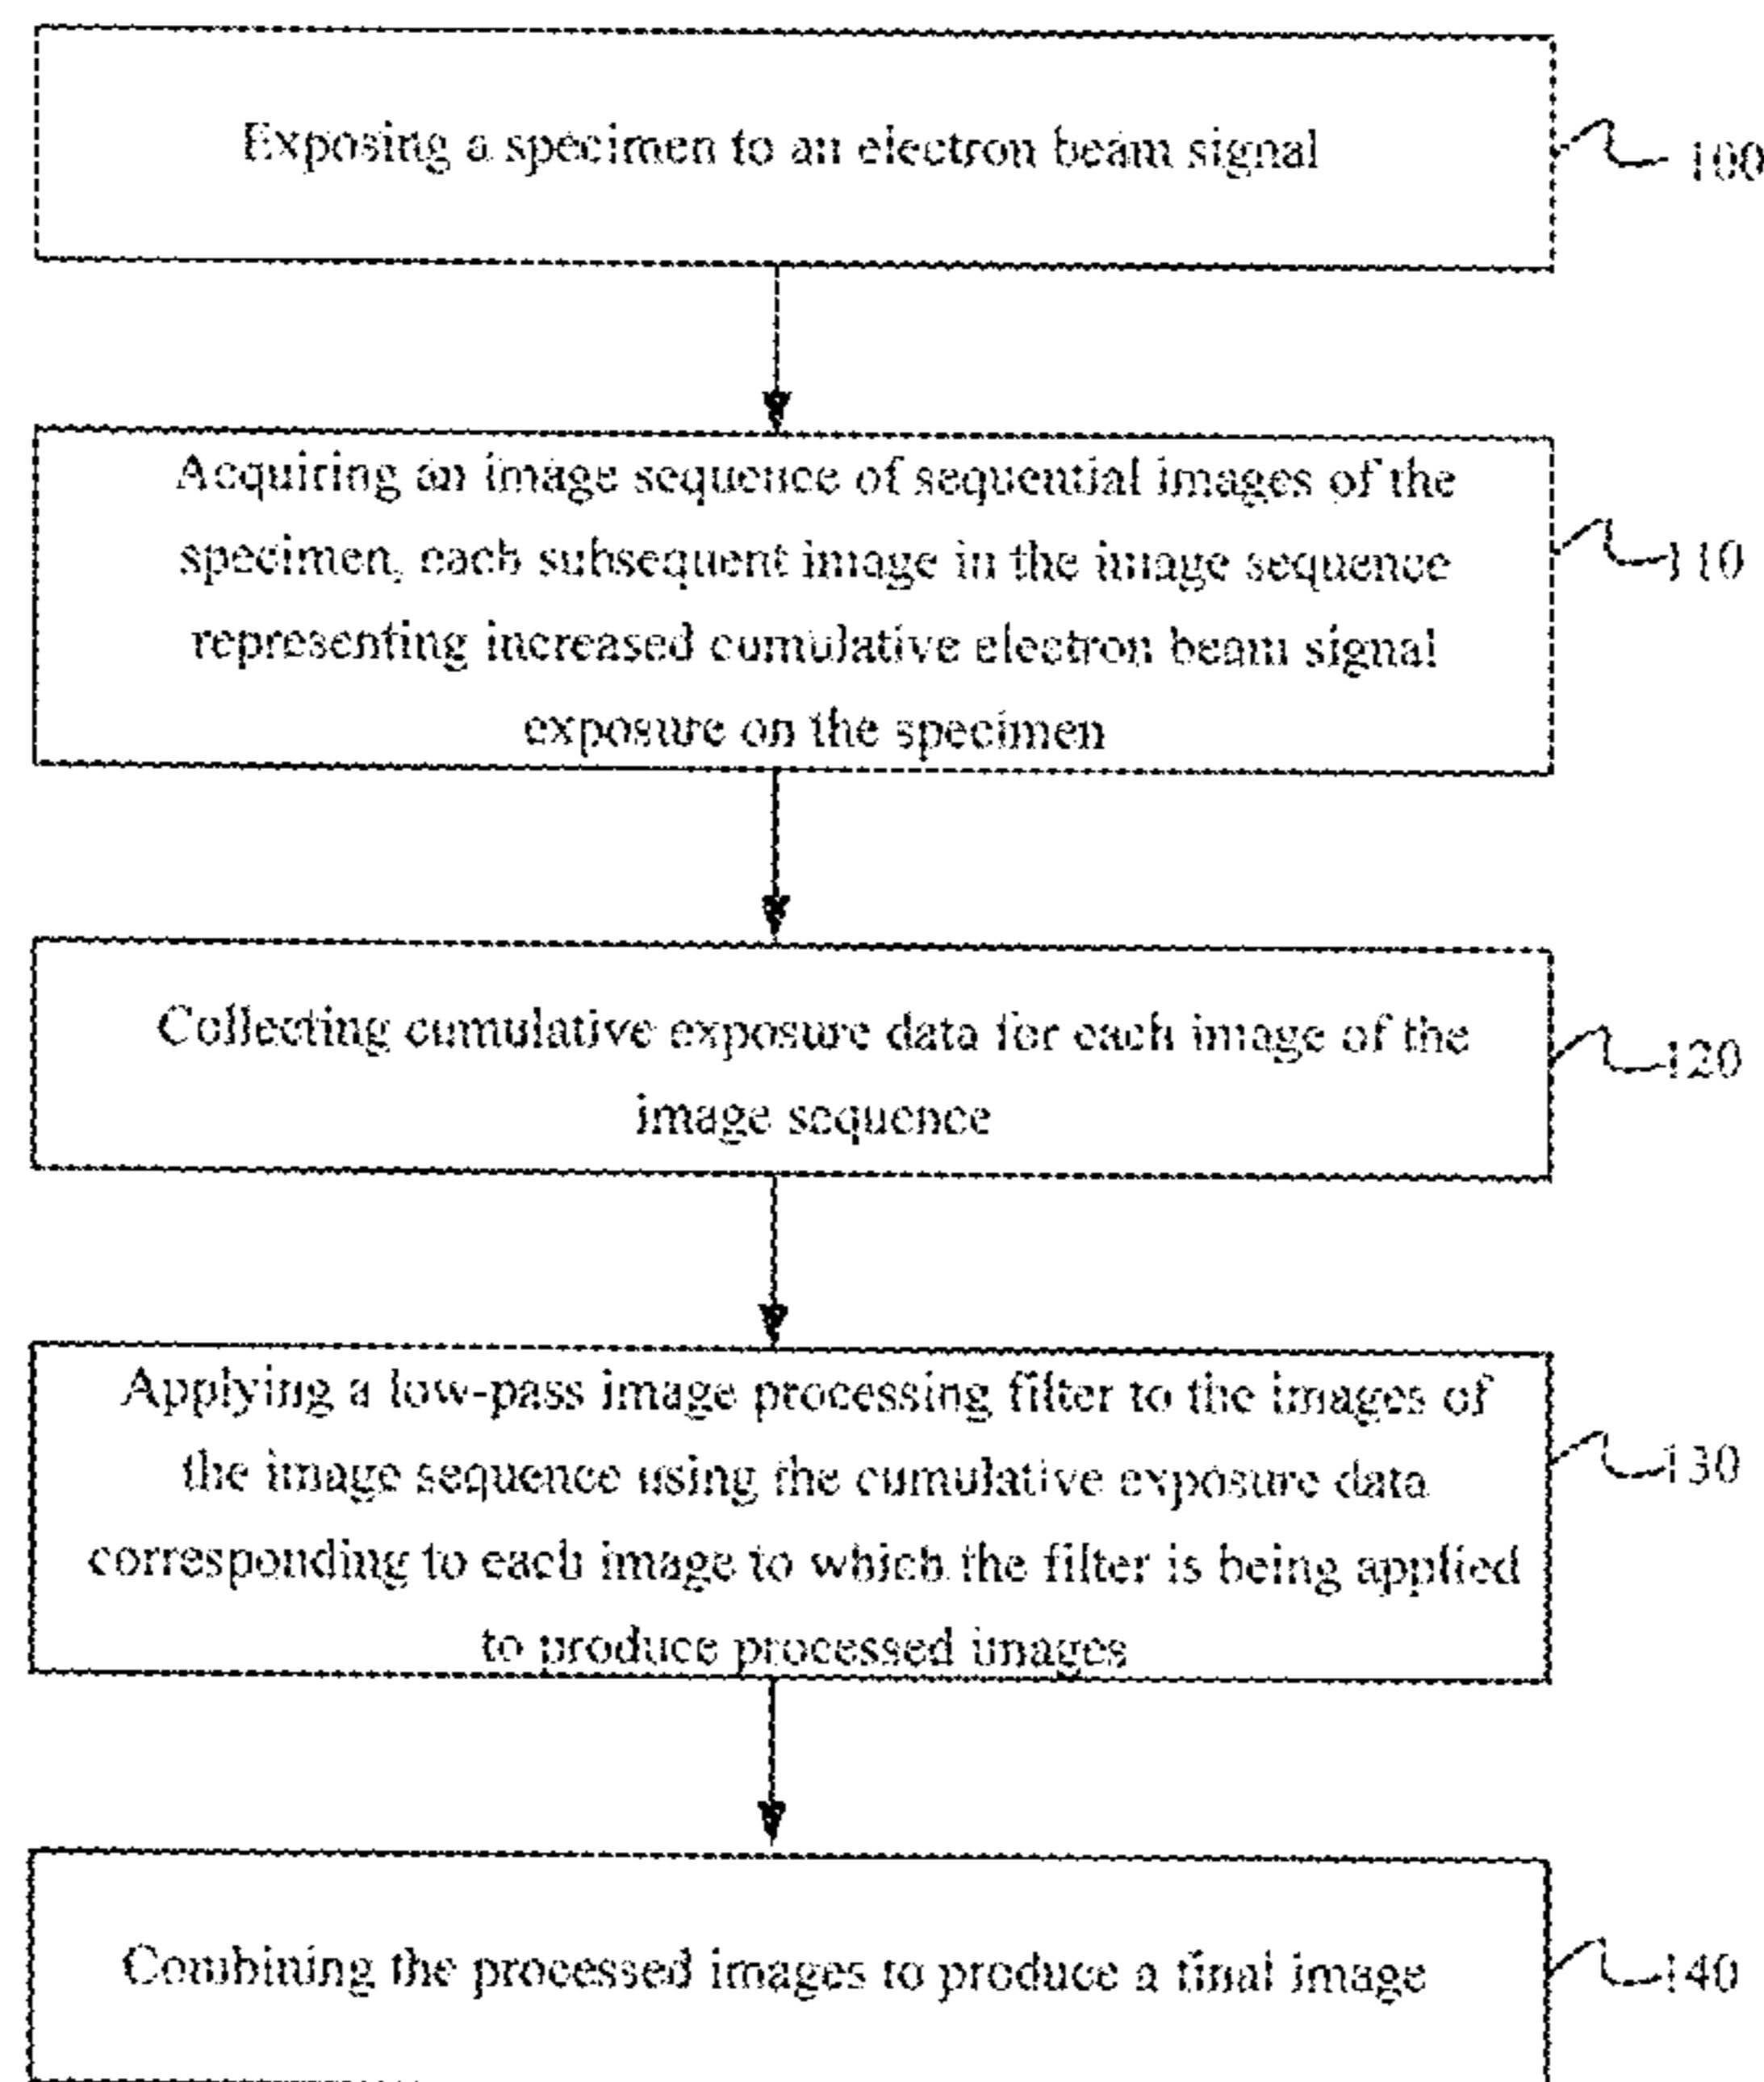 Exposing a specimen to an electron beam signal
100
Acquiring an image sequence of sequential images of the
specimen, each subsequent image in the image sequence
representing increased cumulative electron beam signal
exposure on the specimen
110
Collecting cumulative exposure data for each image of the
image sequence
120
Applying a low-pass image processing filter to the images of
the image sequence using the cumulative exposure data
corresponding to each image to which the filter is being applied
to produce processed images
130
Combining the processed images to produce a final image
140